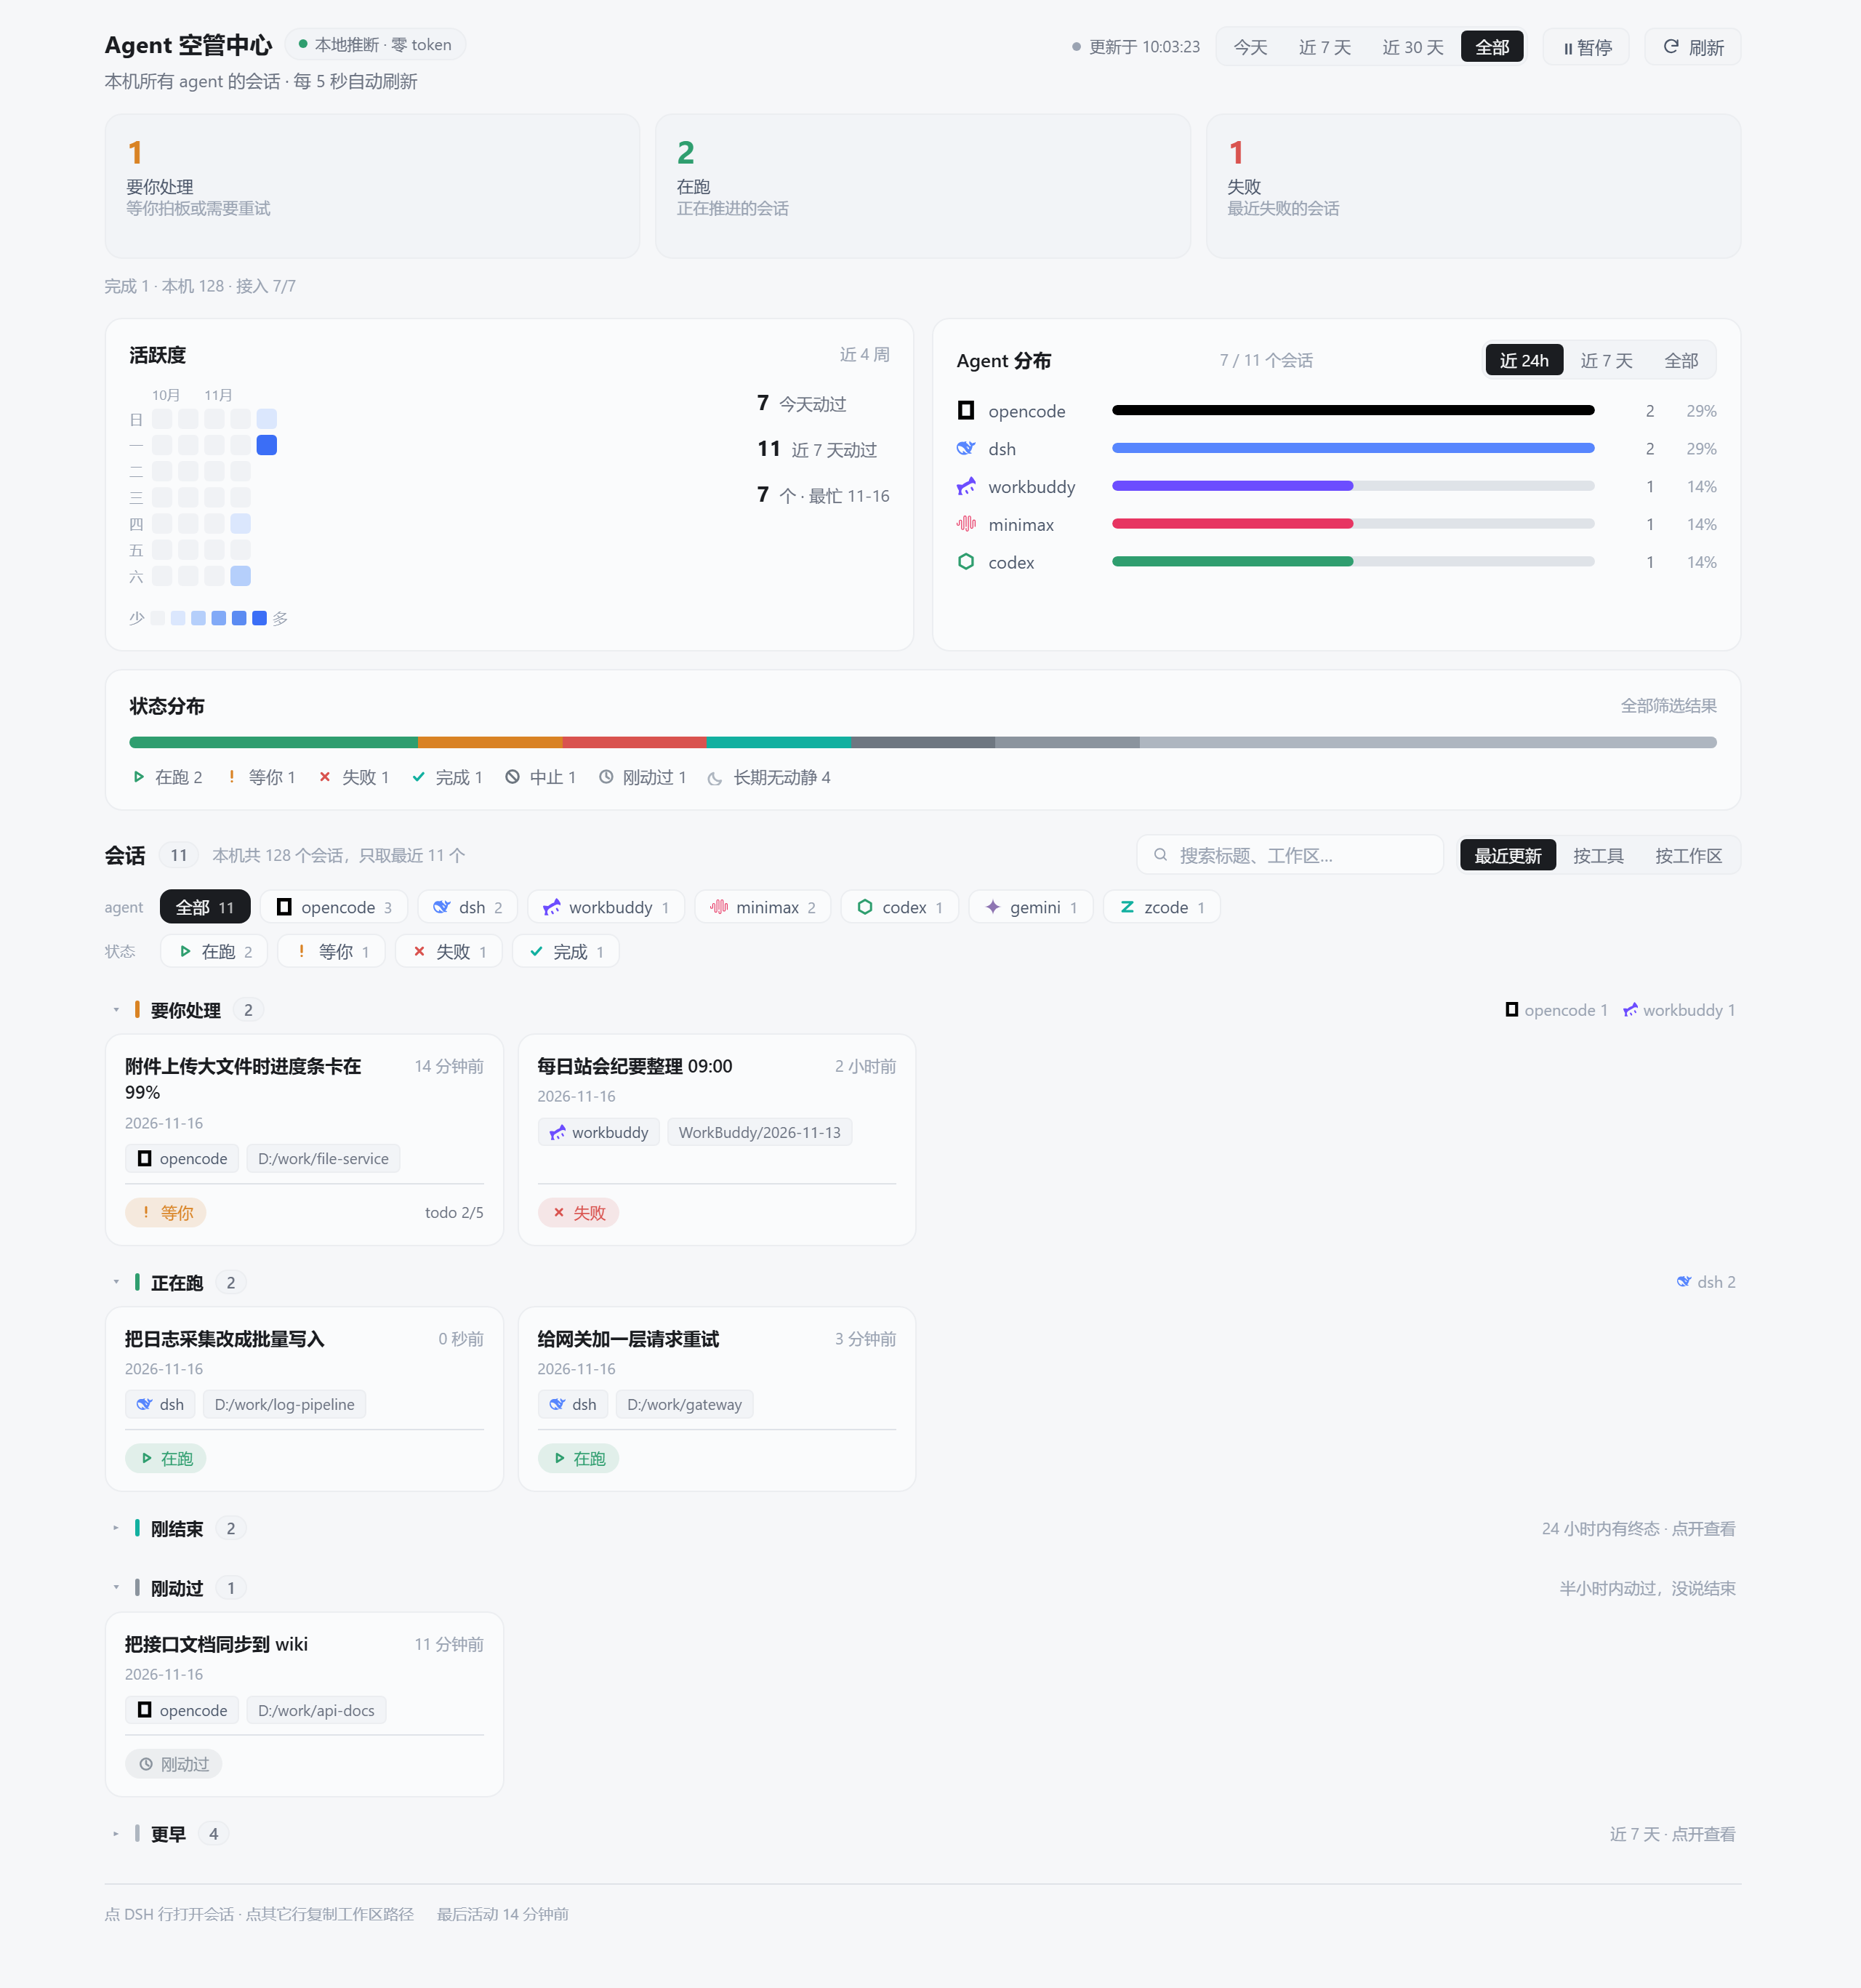 Agent 空管中心 本地推断 · 零 token
更新于 10:03:23 今天 近 7 天 近 30 天 全部 暂停 刷新
本机所有 agent 的会话 · 每 5 秒自动刷新
1
要你处理
等你拍板或需要重试
2
在跑
正在推进的会话
1
失败
最近失败的会话
完成 1 · 本机 128 · 接入 7/7
活跃度 近 4 周
10月 11月
日
一
二
三
四
五
六
少 多
7 今天动过
11 近 7 天动过
7 个 · 最忙 11-16
Agent 分布 7 / 11 个会话 近 24h 近 7 天 全部
opencode 2 29%
dsh 2 29%
workbuddy 1 14%
minimax 1 14%
codex 1 14%
状态分布 全部筛选结果
在跑 2 等你 1 失败 1 完成 1 中止 1 刚动过 1 长期无动静 4
会话 11 本机共 128 个会话，只取最近 11 个 搜索标题、工作区... 最近更新 按工具 按工作区
agent 全部 11 opencode 3 dsh 2 workbuddy 1 minimax 2 codex 1 gemini 1 zcode 1
状态 在跑 2 等你 1 失败 1 完成 1
要你处理 2 opencode 1 workbuddy 1
附件上传大文件时进度条卡在 14 分钟前
99%
2026-11-16
opencode D:/work/file-service
等你 todo 2/5
每日站会纪要整理 09:00 2 小时前
2026-11-16
workbuddy WorkBuddy/2026-11-13
失败
正在跑 2 dsh 2
把日志采集改成批量写入 0 秒前
2026-11-16
dsh D:/work/log-pipeline
在跑
给网关加一层请求重试 3 分钟前
2026-11-16
dsh D:/work/gateway
在跑
刚结束 2 24 小时内有终态 · 点开查看
刚动过 1 半小时内动过，没说结束
把接口文档同步到 wiki 11 分钟前
2026-11-16
opencode D:/work/api-docs
刚动过
更早 4 近 7 天 · 点开查看
点 DSH 行打开会话 · 点其它行复制工作区路径 最后活动 14 分钟前